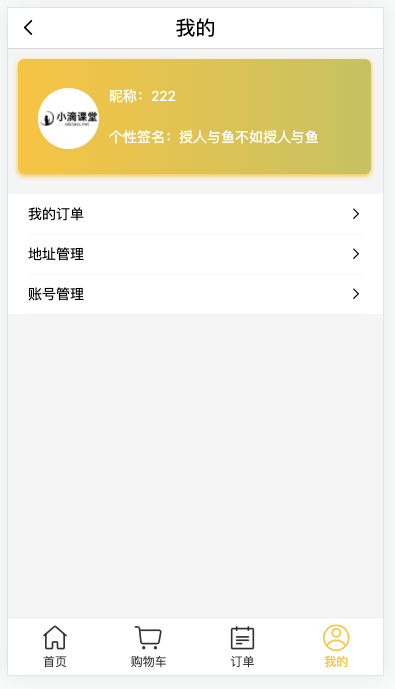 我的
昵称：222
小滴课堂
个性签名：授人与鱼不如授人与鱼
我的订单
地址管理
账号管理
首页
购物车
订单
我的